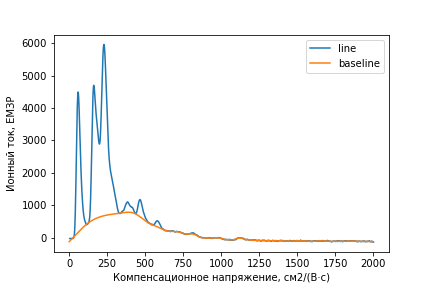 6000
5000
4000
3000
2000
1000
0
Ионный ток, ЕМЗР
line
baseline
0 250 500 750 1000 1250 1500 1750 2000
Компенсационное напряжение, см2/(В·с)